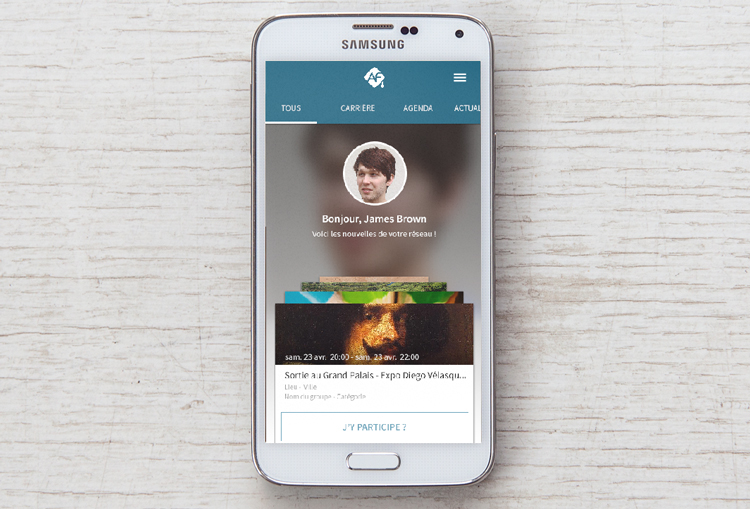 SAMSUNG
AF
TOUS CARRIÈRE AGENDA ACTUAL
Bonjour, James Brown
Voici les nouvelles de votre réseau !
sam. 23 avr. 20:00 - sam. 23 avr. 22:00
Sortie au Grand Palais - Expo Diego Vélasqu...
Lieu - Ville
Nom du groupe - Catégorie
J'Y PARTICIPE ?